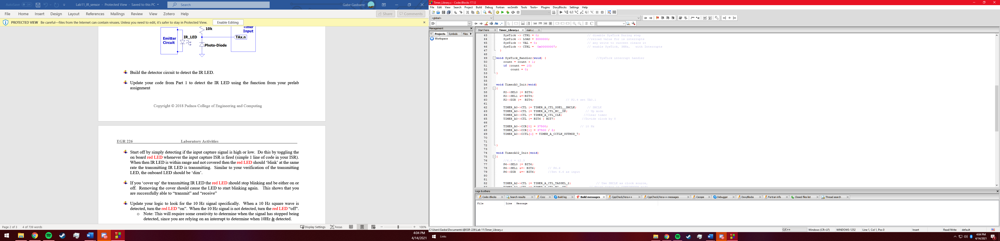 AutoSave Off
Lab11_IR_sensor - Protected View - Saved to this PC
Search
Gabe Gasbarre
File Home Insert Design Layout References Mailings Review View Zotero Help
Share Comments
PROTECTED VIEW Be careful—files from the Internet can contain viruses. Unless you need to edit, it's safer to stay in Protected View. Enable Editing
10k
Timer
Input
IR_LED
TAx.n
Emitter
Circuit
Photo-Diode
Build the detector circuit to detect the IR LED.
Update your code from Part 1 to detect the IR LED using the function from your prelab
assignment
Copyright © 2018 Padnos College of Engineering and Computing
EGR 226 Laboratory Activities
Start off by simply detecting if the input capture signal is high or low. Do this by toggling the
on board red LED whenever the input capture ISR is fired (simple 1 line of code in your ISR).
When then IR LED is within range and not covered then the red LED should ‘blink’ at the same
rate the transmitting IR LED is transmitting. Similar to your verification of the transmitting
LED, the onboard LED should be ‘dim’.
If you ‘cover up’ the transmitting IR LED the red LED should stop blinking and be either on or
off. Removing the cover should cause the LED to start blinking again. This shows that you
are successfully able to “transmit” and “receive”
Update your logic to look for the 10 Hz signal specifically. When a 10 Hz square wave is
detected, turn the red LED “on”. When the 10 Hz signal is not detected, turn the red LED “off”.
o Note: This will require some creativity to determine when the signal has stopped being
detected, since you are relying on an interrupt to determine when 10Hz is detected.
Page 2 of 3 4 of 739 words
Display Settings Focus
100%
4:04 PM
4/14/2021
Timer_Library.c - Code::Blocks 17.12
File Edit View Search Project Build Debug Fortran wxSmith Tools Tools+ Plugins DoxyBlocks Settings Help
<global>
Management
Projects Symbols Files
Workspace
Start here Timer_Library.c main.c
43 SysTick -> CTRL = 0; // disable SysTick During step
44 SysTick -> LOAD = 3000000; //reload value for 1s interrupts
45 SysTick -> VAL = 0; // any write to current clears it
46 SysTick -> CTRL = 0x00000007; // enable SysTick, 3MHz, with Interrupts
47 }
48
49 void SysTick_Handler(void) { //SysTick interrupt handler
50 count = count + 1;
51 if (count == 10)
52 count = 0;
53 }
54
55
56 void TimerA0_Init(void)
57 {
58 P2->SEL0 |= BIT4;
59 P2->SEL1 &=~BIT4;
60 P2->DIR |= BIT4; // P2.4 set TA0.1
61
62 TIMER_A0->CTL |= TIMER_A_CTL_SSEL__SMCLK; // SMCLK
63 TIMER_A0->CTL |= TIMER_A_CTL_MC__UP; // Up mode
64 TIMER_A0->CTL |= TIMER_A_CTL_CLR; //Clear timer
65 TIMER_A0->CTL |= BIT6 | BIT7; //Divide clock by 8
66
67 TIMER_A0->CCR[0] = 37500; // 10 Hz
68 TIMER_A0->CCR[1] = 37500 / 2;
69 TIMER_A0->CCTL[1] = TIMER_A_CCTLN_OUTMOD_7;
70
71
72 }
73
74 void TimerA02_Init(void)
75 {
76 //6.6 = t2.3
77 P6->SEL0 |= BIT6;
78 P6->SEL1 &=~ BIT6; // P6.6
79 P6->DIR &=~ BIT6; //Set 6.6 as input
80
81
82 TIMER_A2->CTL |= TIMER_A_CTL_TASSEL_2; // Use SMCLK as clock source,
Logs & others
Code::Blocks Search results Cccc Build log Build messages CppCheck/Vera++ CppCheck/Vera++ messages Cscope Debugger DoxyBlocks Fortran info Closed files list Thread search
File Line Message
C:\Users\Gasba\Documents\@EGR-226\Lab 11\Timer_Library.c
C/C++ Windows (CR+LF) WINDOWS-1252 Line 1, Col 1, Pos 0 Insert Read/Write default
Links
4:04 PM
4/14/2021